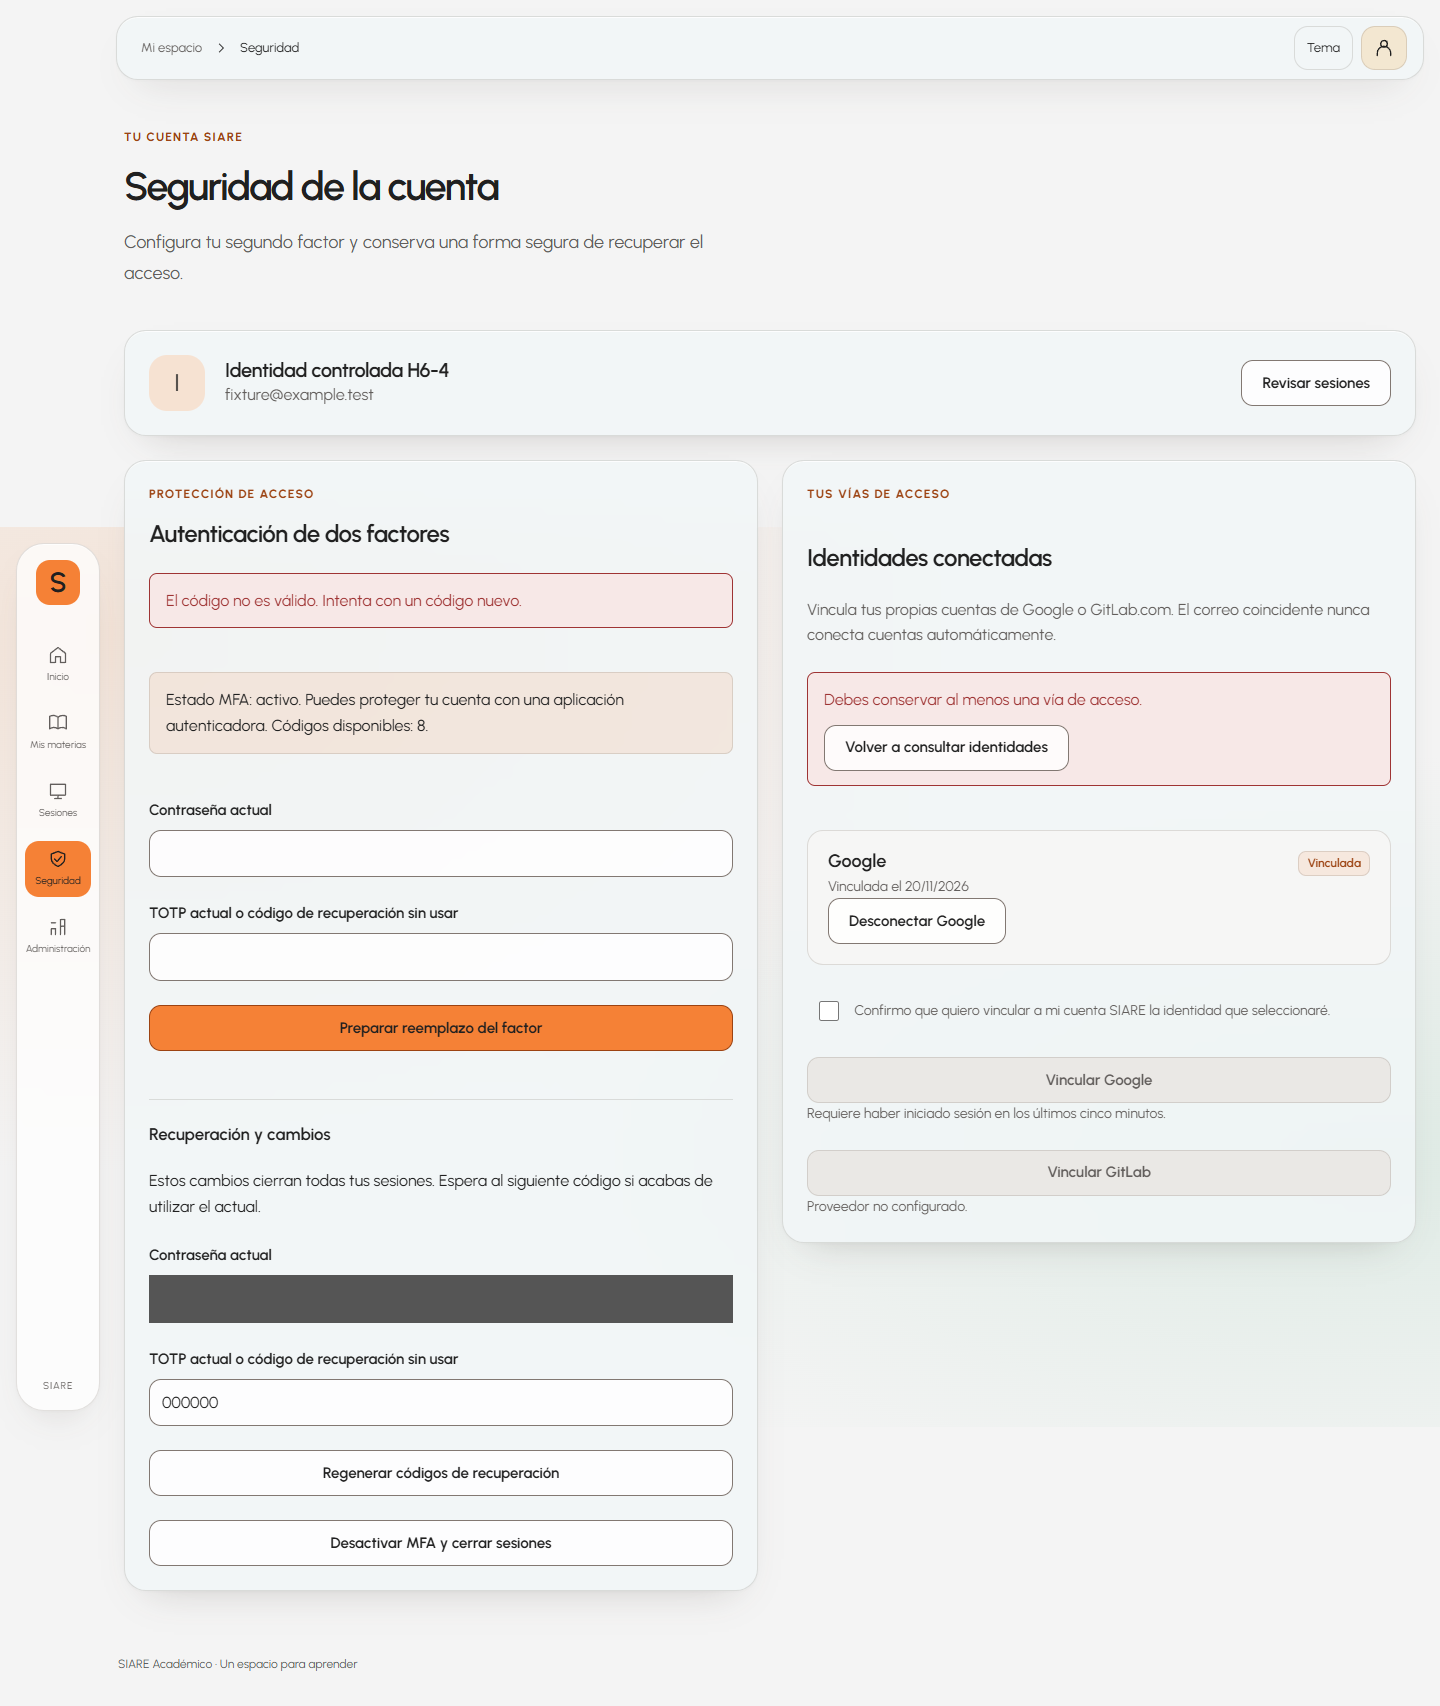 Mi espacio
Seguridad
Tema
TU CUENTA SIARE
Seguridad de la cuenta
Configura tu segundo factor y conserva una forma segura de recuperar el
acceso.
I
Identidad controlada H6-4
fixture@example.test
Revisar sesiones
S
Inicio
Mis materias
Sesiones
Seguridad
Administración
SIARE
PROTECCIÓN DE ACCESO
Autenticación de dos factores
El código no es válido. Intenta con un código nuevo.
Estado MFA: activo. Puedes proteger tu cuenta con una aplicación
autenticadora. Códigos disponibles: 8.
Contraseña actual
TOTP actual o código de recuperación sin usar
Preparar reemplazo del factor
Recuperación y cambios
Estos cambios cierran todas tus sesiones. Espera al siguiente código si acabas de
utilizar el actual.
Contraseña actual
TOTP actual o código de recuperación sin usar
000000
Regenerar códigos de recuperación
Desactivar MFA y cerrar sesiones
TUS VÍAS DE ACCESO
Identidades conectadas
Vincula tus propias cuentas de Google o GitLab.com. El correo coincidente nunca
conecta cuentas automáticamente.
Debes conservar al menos una vía de acceso.
Volver a consultar identidades
Google
Vinculada
Vinculada el 20/11/2026
Desconectar Google
Confirmo que quiero vincular a mi cuenta SIARE la identidad que seleccionaré.
Vincular Google
Requiere haber iniciado sesión en los últimos cinco minutos.
Vincular GitLab
Proveedor no configurado.
SIARE Académico · Un espacio para aprender